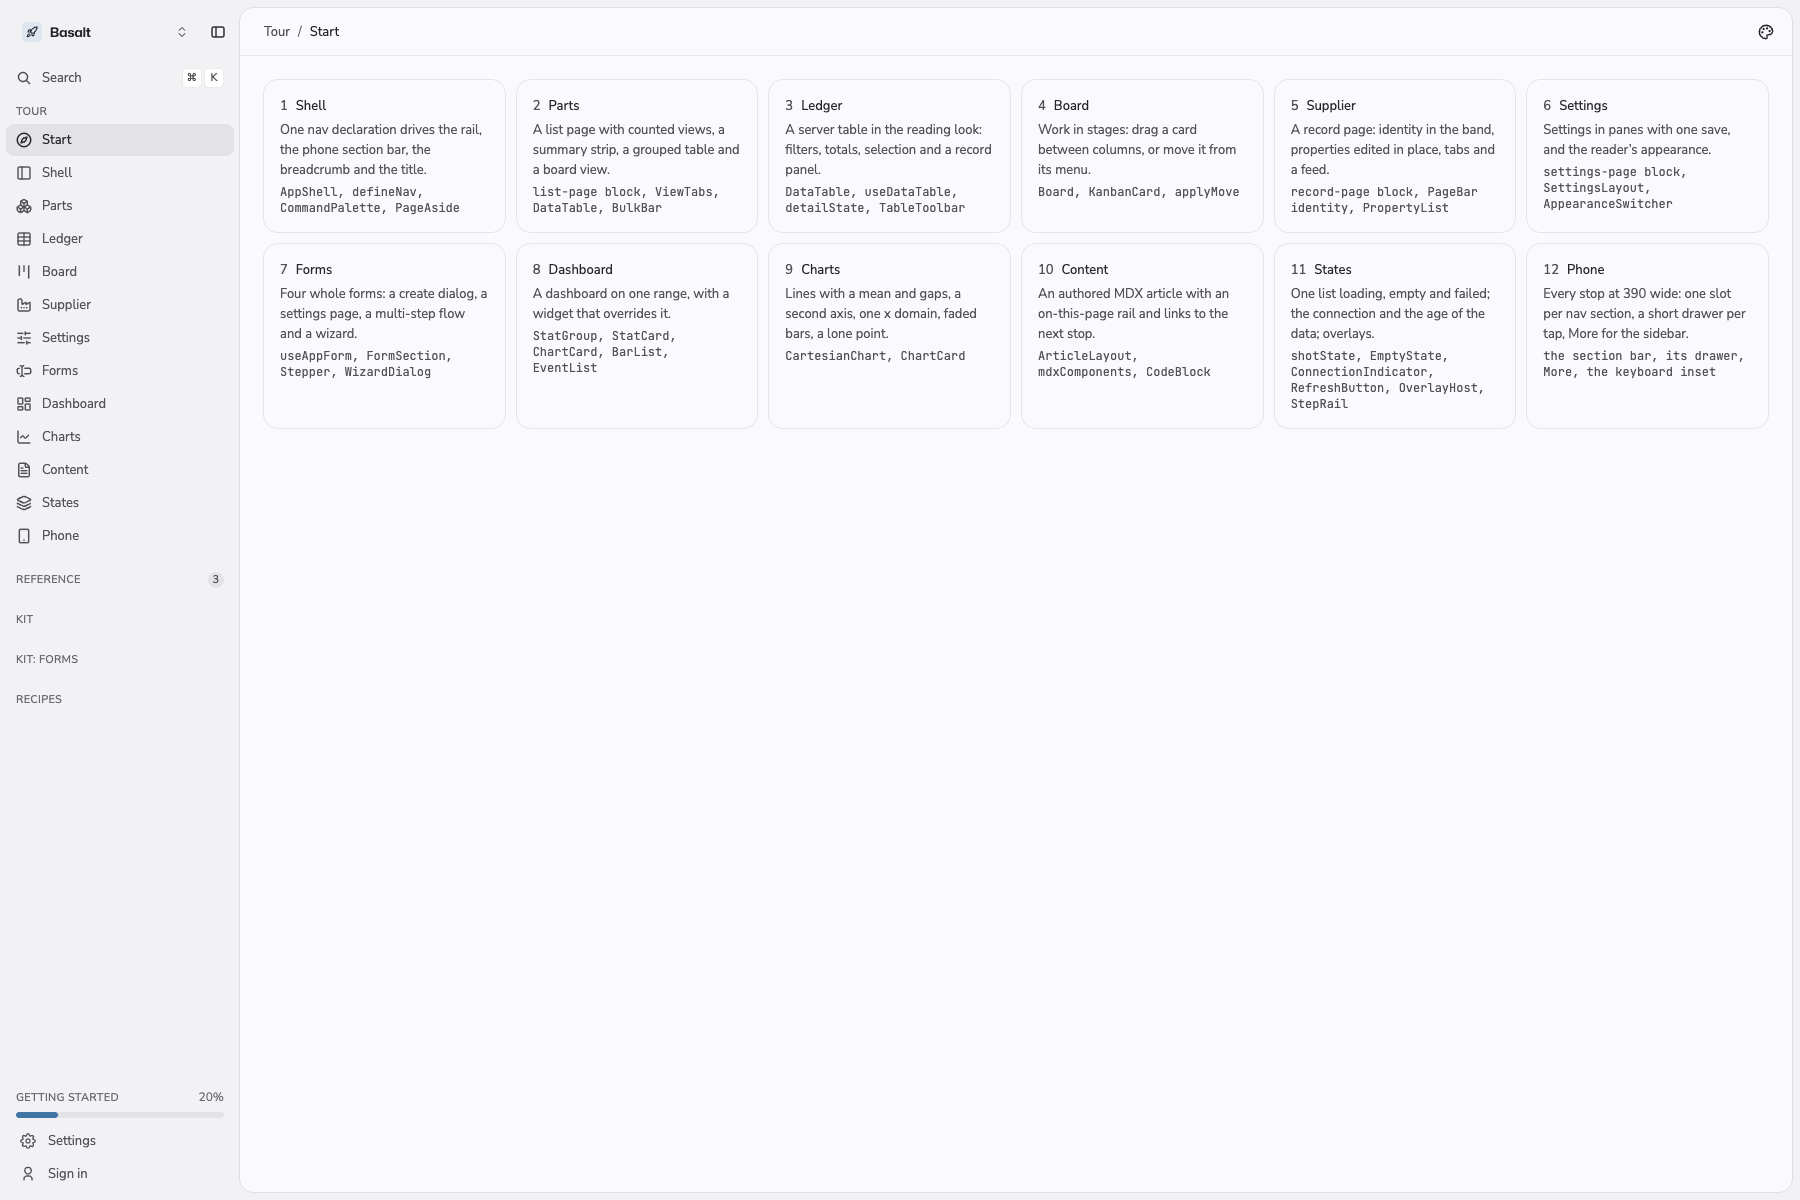 Basalt
Search ⌘ K
TOUR
Start
Shell
Parts
Ledger
Board
Supplier
Settings
Forms
Dashboard
Charts
Content
States
Phone
REFERENCE 3
KIT
KIT: FORMS
RECIPES
GETTING STARTED 20%
Settings
Sign in
Tour / Start
1 Shell
One nav declaration drives the rail,
the phone section bar, the
breadcrumb and the title.
AppShell, defineNav,
CommandPalette, PageAside
2 Parts
A list page with counted views, a
summary strip, a grouped table and
a board view.
list-page block, ViewTabs,
DataTable, BulkBar
3 Ledger
A server table in the reading look:
filters, totals, selection and a record
panel.
DataTable, useDataTable,
detailState, TableToolbar
4 Board
Work in stages: drag a card
between columns, or move it from
its menu.
Board, KanbanCard, applyMove
5 Supplier
A record page: identity in the band,
properties edited in place, tabs and
a feed.
record-page block, PageBar
identity, PropertyList
6 Settings
Settings in panes with one save,
and the reader’s appearance.
settings-page block,
SettingsLayout,
AppearanceSwitcher
7 Forms
Four whole forms: a create dialog, a
settings page, a multi-step flow
and a wizard.
useAppForm, FormSection,
Stepper, WizardDialog
8 Dashboard
A dashboard on one range, with a
widget that overrides it.
StatGroup, StatCard,
ChartCard, BarList,
EventList
9 Charts
Lines with a mean and gaps, a
second axis, one x domain, faded
bars, a lone point.
CartesianChart, ChartCard
10 Content
An authored MDX article with an
on-this-page rail and links to the
next stop.
ArticleLayout,
mdxComponents, CodeBlock
11 States
One list loading, empty and failed;
the connection and the age of the
data; overlays.
shotState, EmptyState,
ConnectionIndicator,
RefreshButton, OverlayHost,
StepRail
12 Phone
Every stop at 390 wide: one slot
per nav section, a short drawer per
tap, More for the sidebar.
the section bar, its drawer,
More, the keyboard inset